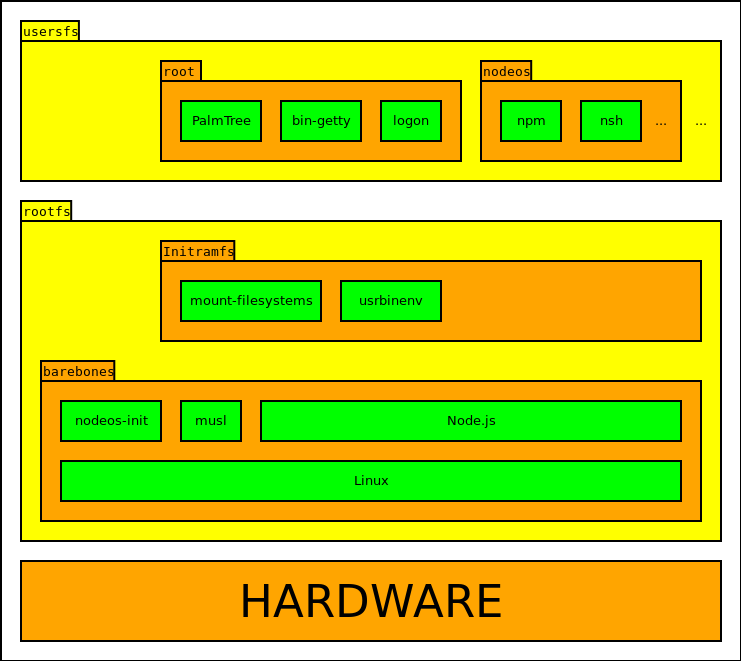 usersfs
root
nodeos
PalmTree
bin-getty
logon
npm
nsh
...
...
rootfs
Initramfs
mount-filesystems
usrbinenv
barebones
nodeos-init
musl
Node.js
Linux
HARDWARE